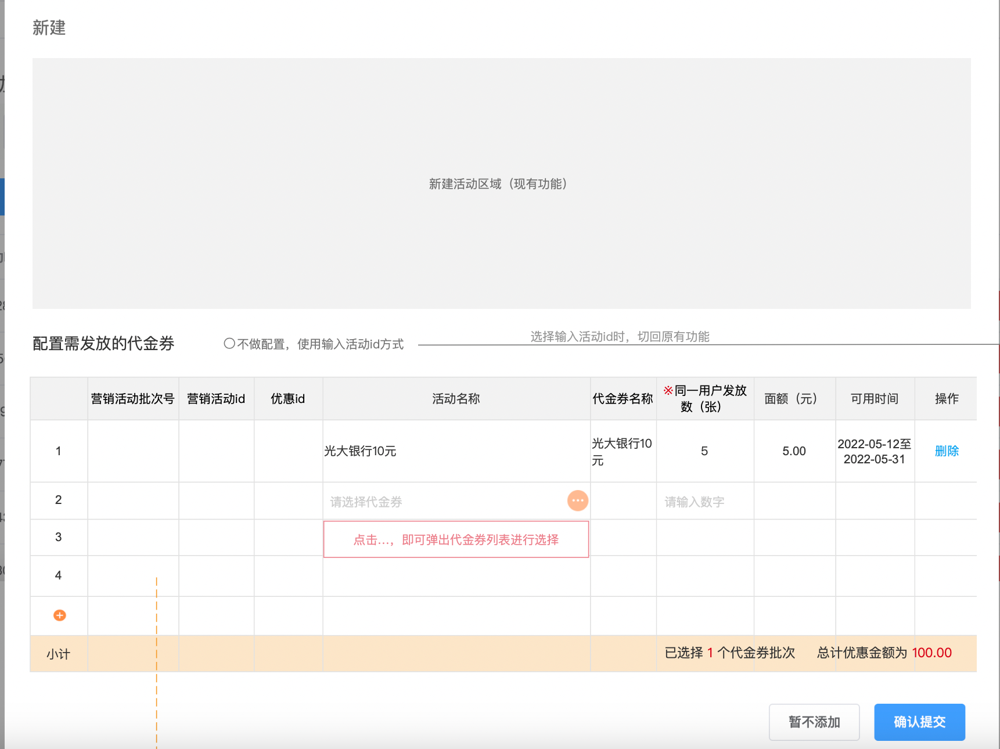 新建
新建活动区域（现有功能）
配置需发放的代金券
不做配置，使用输入活动id方式
选择输入活动id时，切回原有功能
营销活动批次号 营销活动id 优惠id 活动名称 代金券名称 ※同一用户发放数（张） 面额（元） 可用时间 操作
1 光大银行10元 光大银行10元 5 5.00 2022-05-12至2022-05-31 删除
2 请选择代金券 ··· 请输入数字
3 点击...，即可弹出代金券列表进行选择
4
小计 已选择 1 个代金券批次 总计优惠金额为 100.00
暂不添加 确认提交